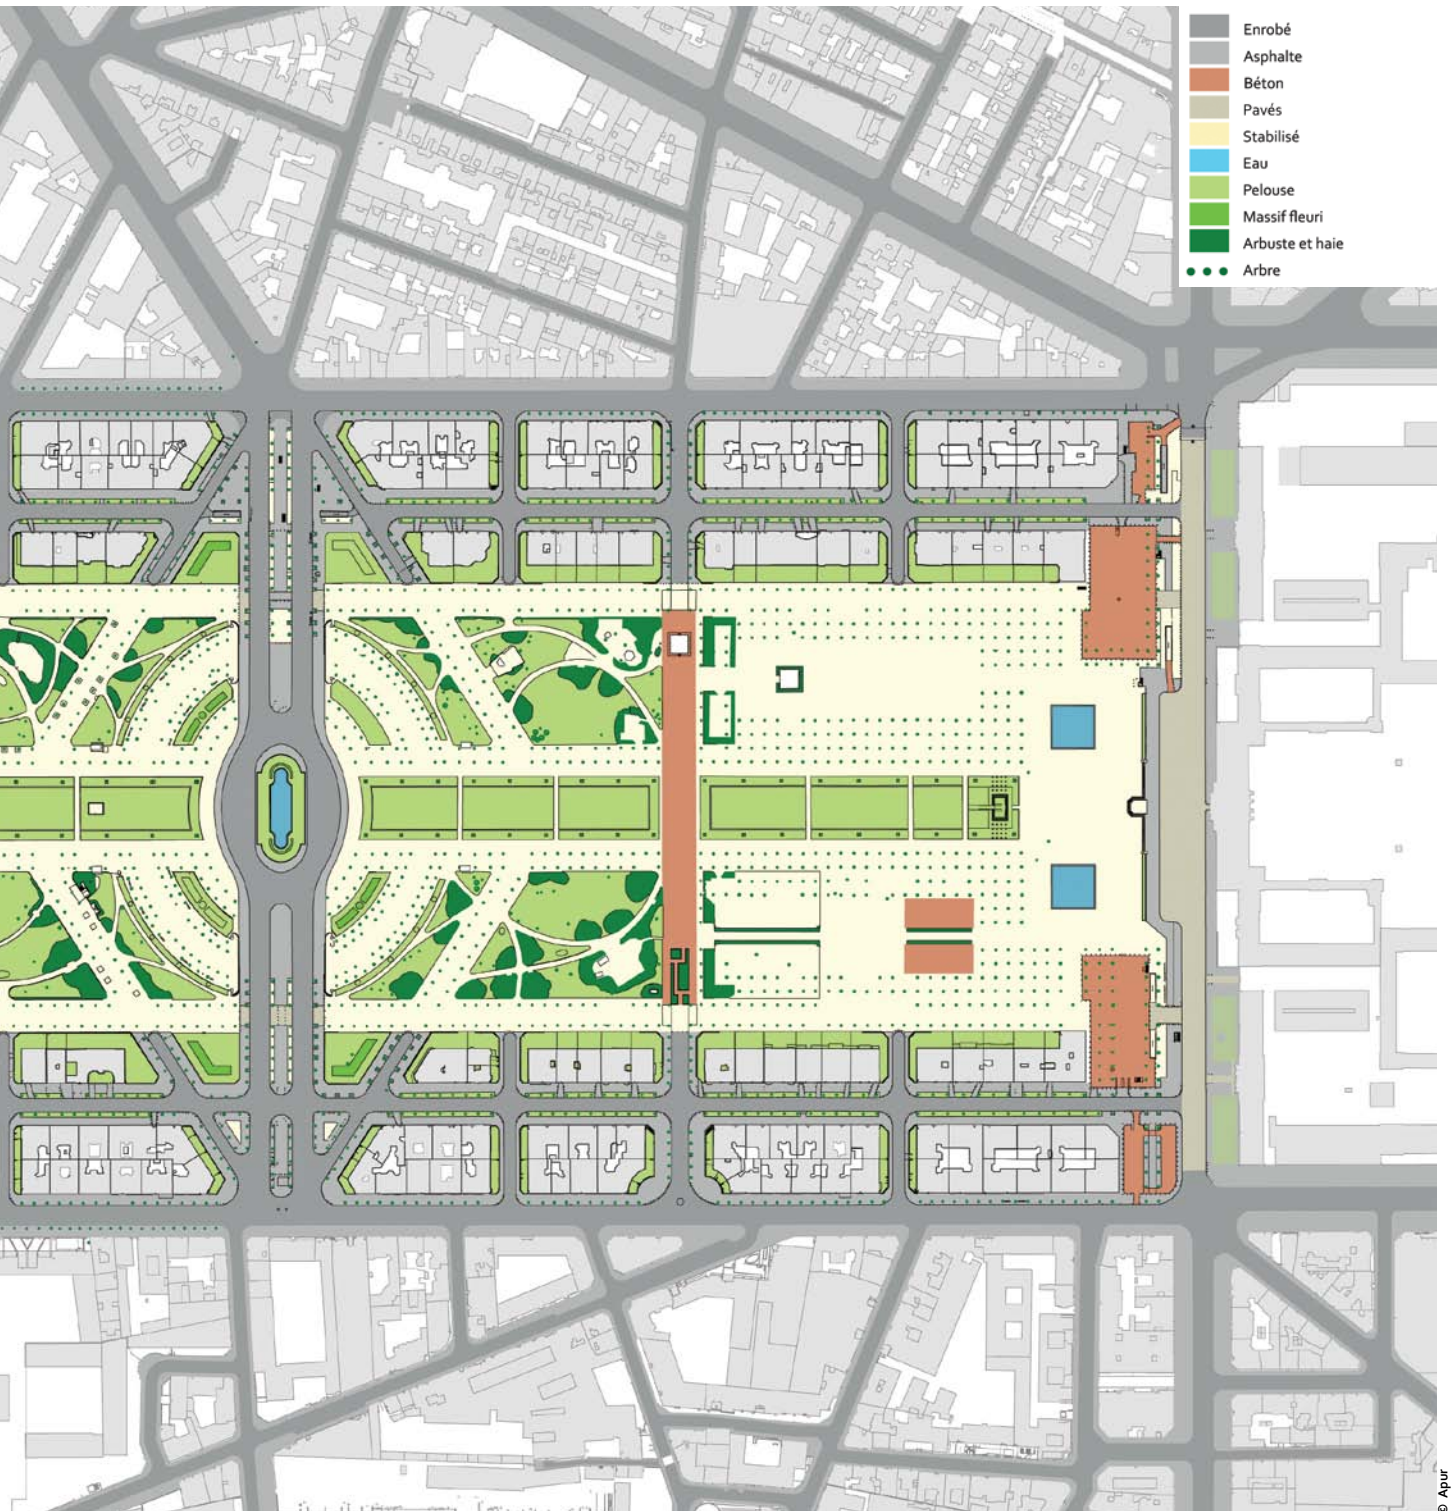 Enrobé
Asphalte
Béton
Pavés
Stabilisé
Eau
Pelouse
Massif fleuri
Arbuste et haie
Arbre
© Apur